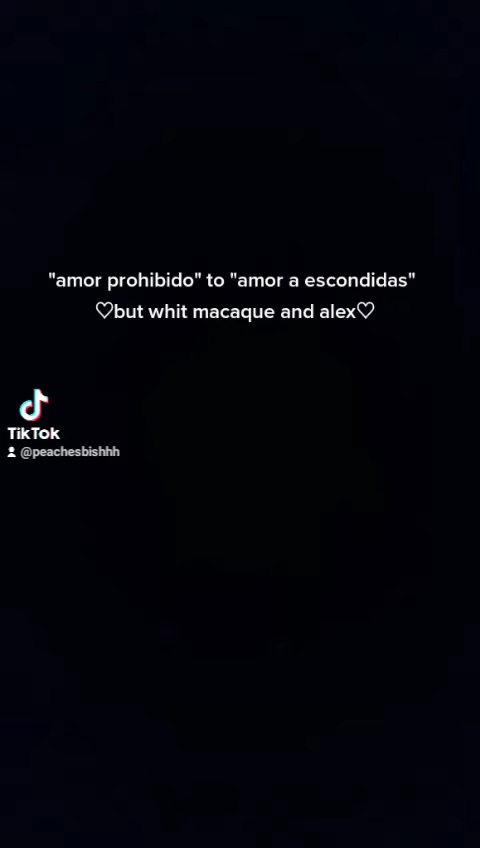 "amor prohibido" to "amor a escondidas"
♡but whit macaque and alex♡
TikTok
@peachesbishhh